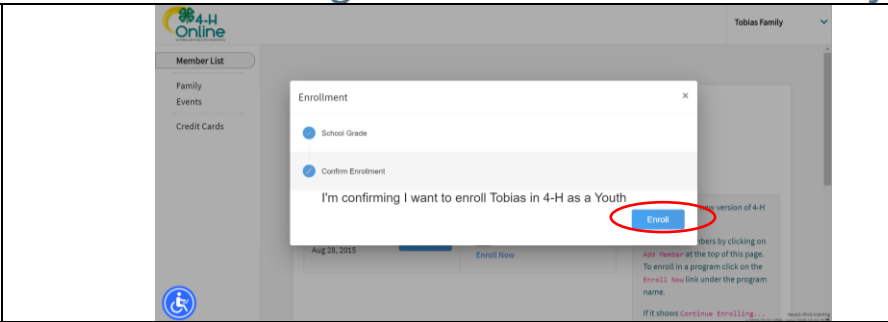 4-H
Online
Tobias Family
Member List
Family
Events
Credit Cards
Enrollment
×
School Grade
Confirm Enrollment
I'm confirming I want to enroll Tobias in 4-H as a Youth
Enroll
new version of 4-H
Aug 28, 2015
Enroll Now
by clicking on
Add Member at the top of this page.
To enroll in a program click on the
Enroll Now link under the program
name.
If it shows Continue Enrolling...